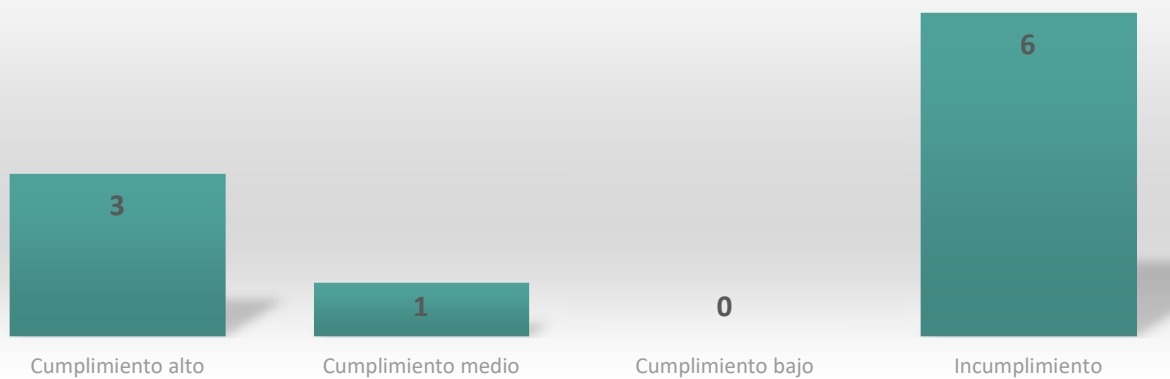 6
3
1
0
Cumplimiento alto
Cumplimiento medio
Cumplimiento bajo
Incumplimiento